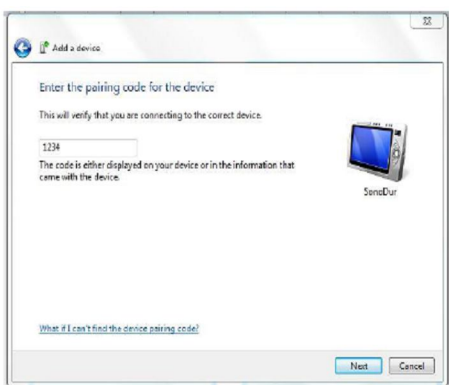 Add a device
Enter the pairing code for the device
This will verify that you are connecting to the correct device.
1234
The code is either displayed on your device or in the information that
came with the device.
SonoDur
What if I can't find the device pairing code?
Next
Cancel